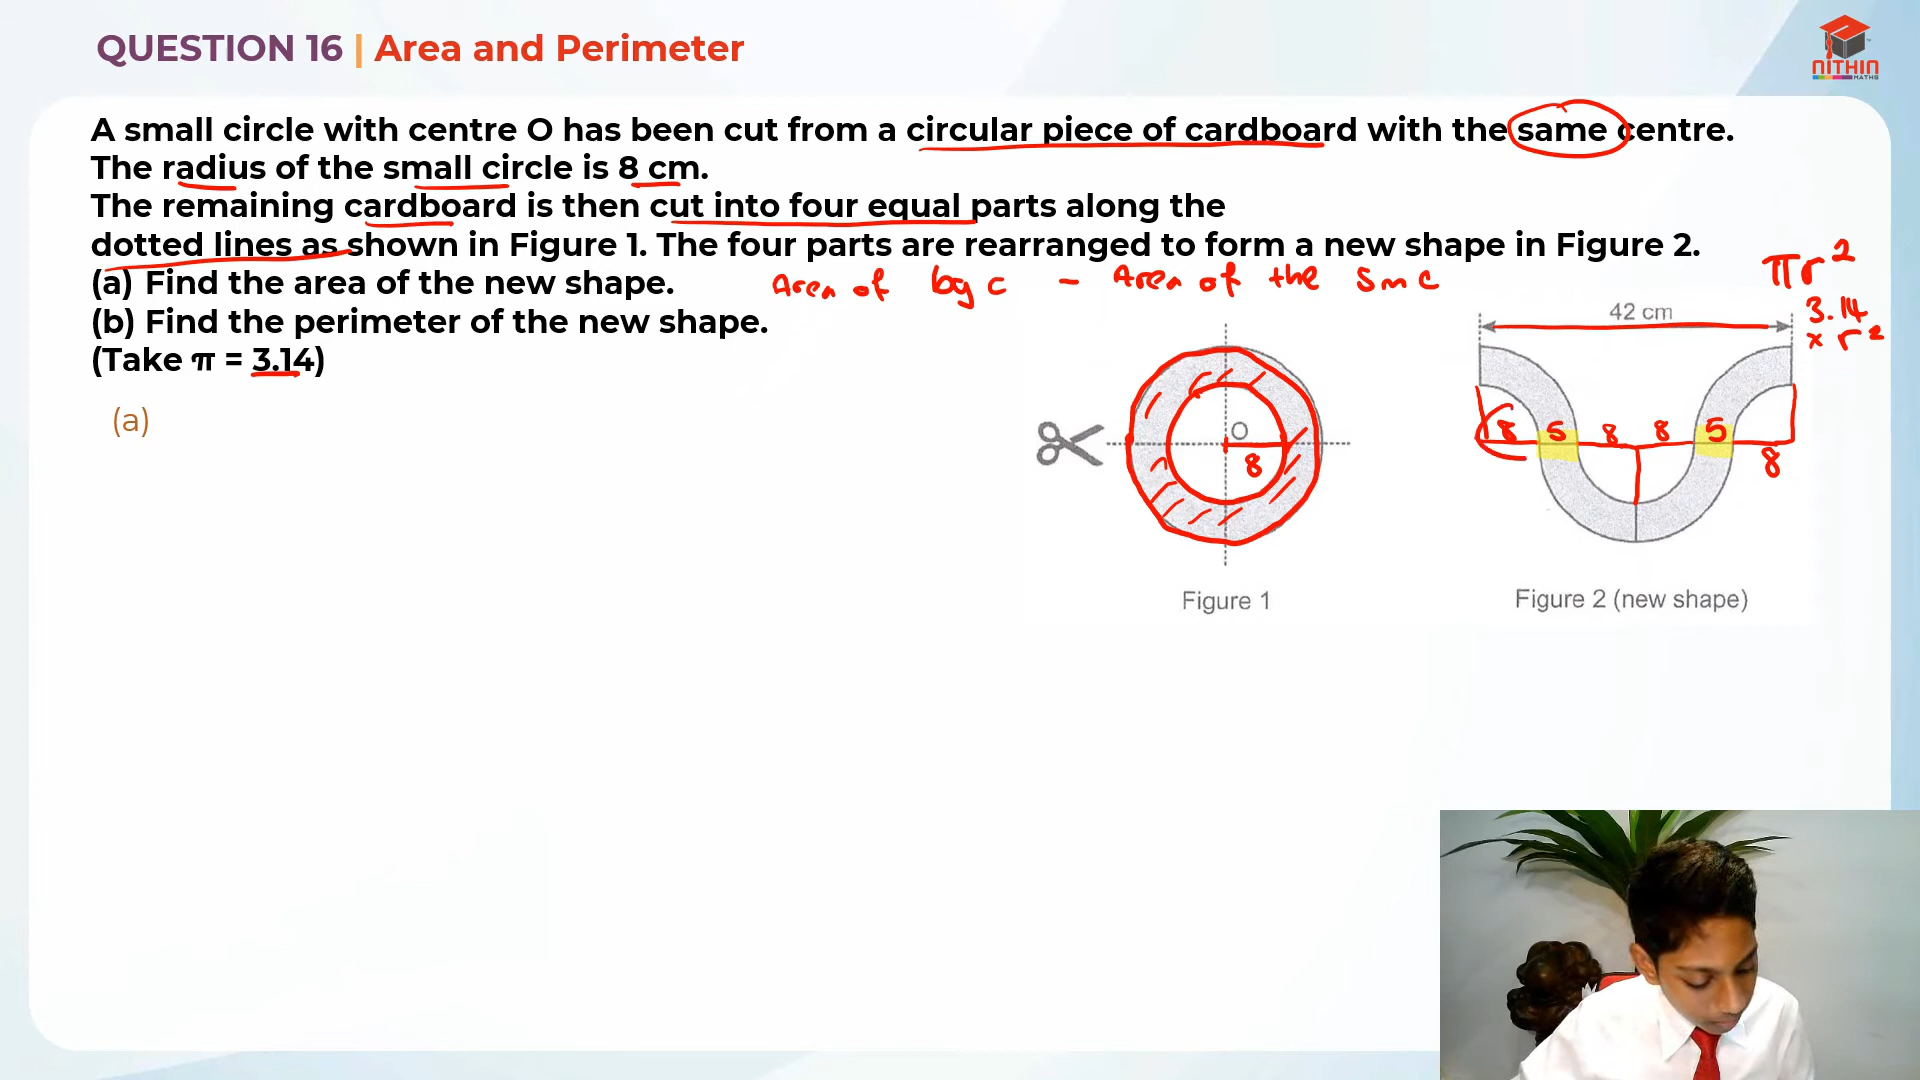 QUESTION 16 | Area and Perimeter
NITHIN
MATHS
A small circle with centre O has been cut from a circular piece of cardboard with the same centre.
The radius of the small circle is 8 cm.
The remaining cardboard is then cut into four equal parts along the
dotted lines as shown in Figure 1. The four parts are rearranged to form a new shape in Figure 2.
(a) Find the area of the new shape.
Area of big c - Area of the sm c
πr²
(b) Find the perimeter of the new shape.
42 cm
3.14
x r²
(Take π = 3.14)
(a)
O
8
8 5 8 8 5
8
Figure 1
Figure 2 (new shape)